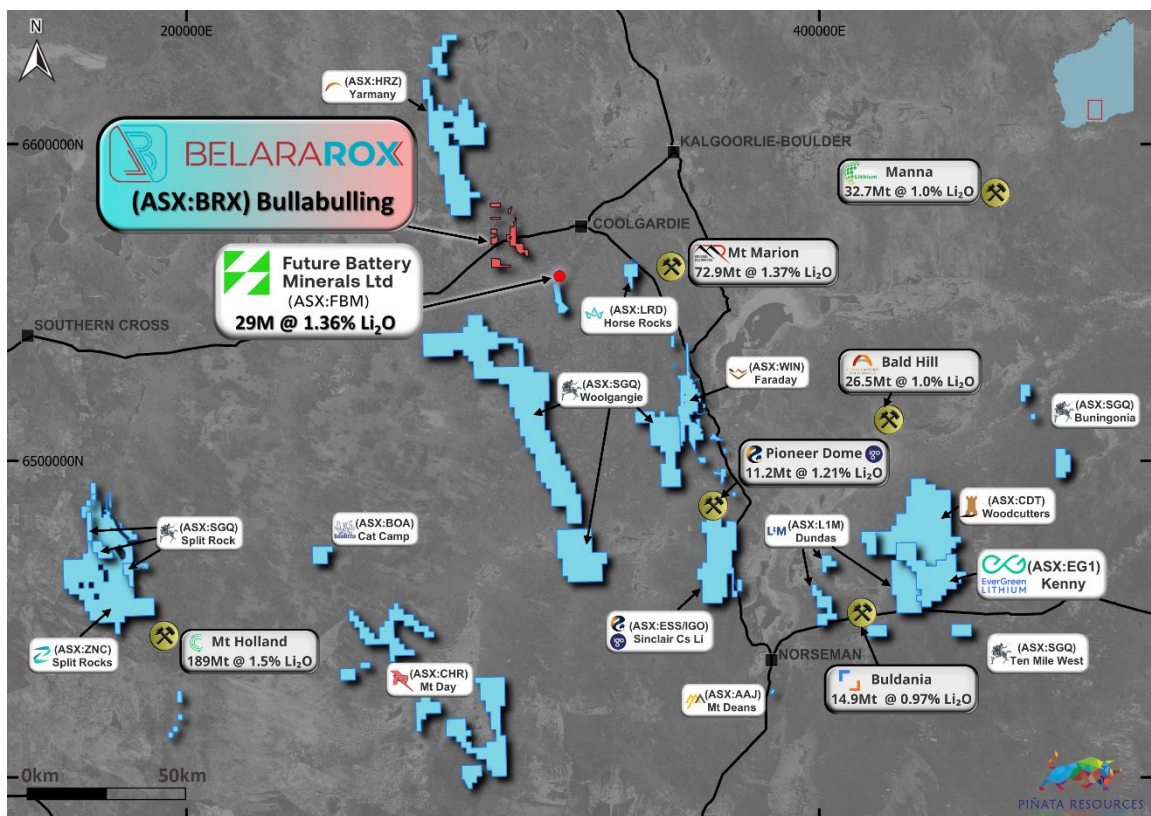 N
200000E
400000E
(ASX:HRZ)
Yarmany
6600000N
KALGOORLIE-BOULDER
BELARAROX
(ASX:BRX) Bullabulling
Lithium
Manna
32.7Mt @ 1.0% Li₂O
COOLGARDIE
Mt Marion
72.9Mt @ 1.37% Li₂O
Future Battery
Minerals Ltd
(ASX:FBM)
29M @ 1.36% Li₂O
(ASX:LRD)
Horse Rocks
SOUTHERN CROSS
(ASX:WIN)
Faraday
Bald Hill
26.5Mt @ 1.0% Li₂O
(ASX:SGQ)
Woolgangie
(ASX:SGQ)
Buningonia
6500000N
Pioneer Dome
igo
11.2Mt @ 1.21% Li₂O
(ASX:SGQ)
Split Rock
(ASX:BOA)
Cat Camp
LIM
(ASX:L1M)
Dundas
(ASX:CDT)
Woodcutters
EverGreen
LITHIUM
(ASX:EG1)
Kenny
(ASX:ZNC)
Split Rocks
Mt Holland
189Mt @ 1.5% Li₂O
(ASX:ESS/IGO)
igo
Sinclair Cs Li
NORSEMAN
(ASX:SGQ)
Ten Mile West
(ASX:CHR)
Mt Day
(ASX:AAJ)
Mt Deans
Buldania
14.9Mt @ 0.97% Li₂O
0km
50km
PIÑATA RESOURCES